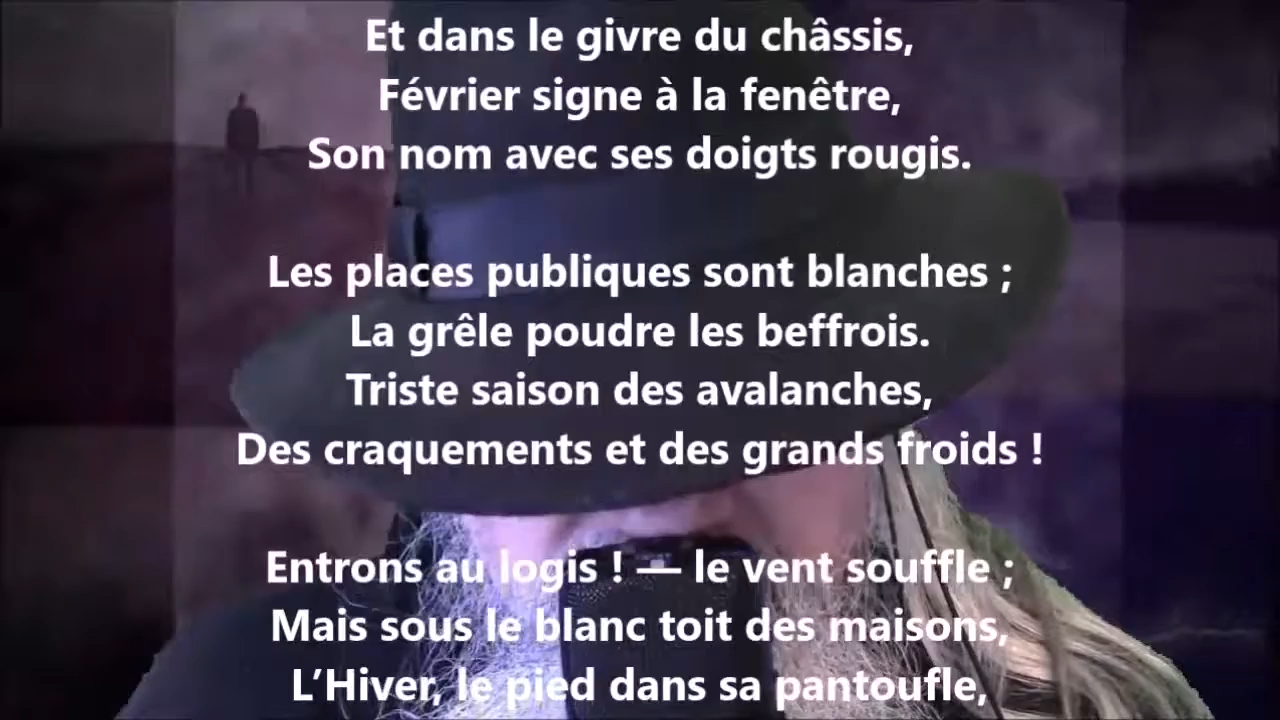 Et dans le givre du châssis,
Février signe à la fenêtre,
Son nom avec ses doigts rougis.
Les places publiques sont blanches ;
La grêle poudre les beffrois.
Triste saison des avalanches,
Des craquements et des grands froids !
Entrons au logis ! — le vent souffle ;
Mais sous le blanc toit des maisons,
L’Hiver, le pied dans sa pantoufle,